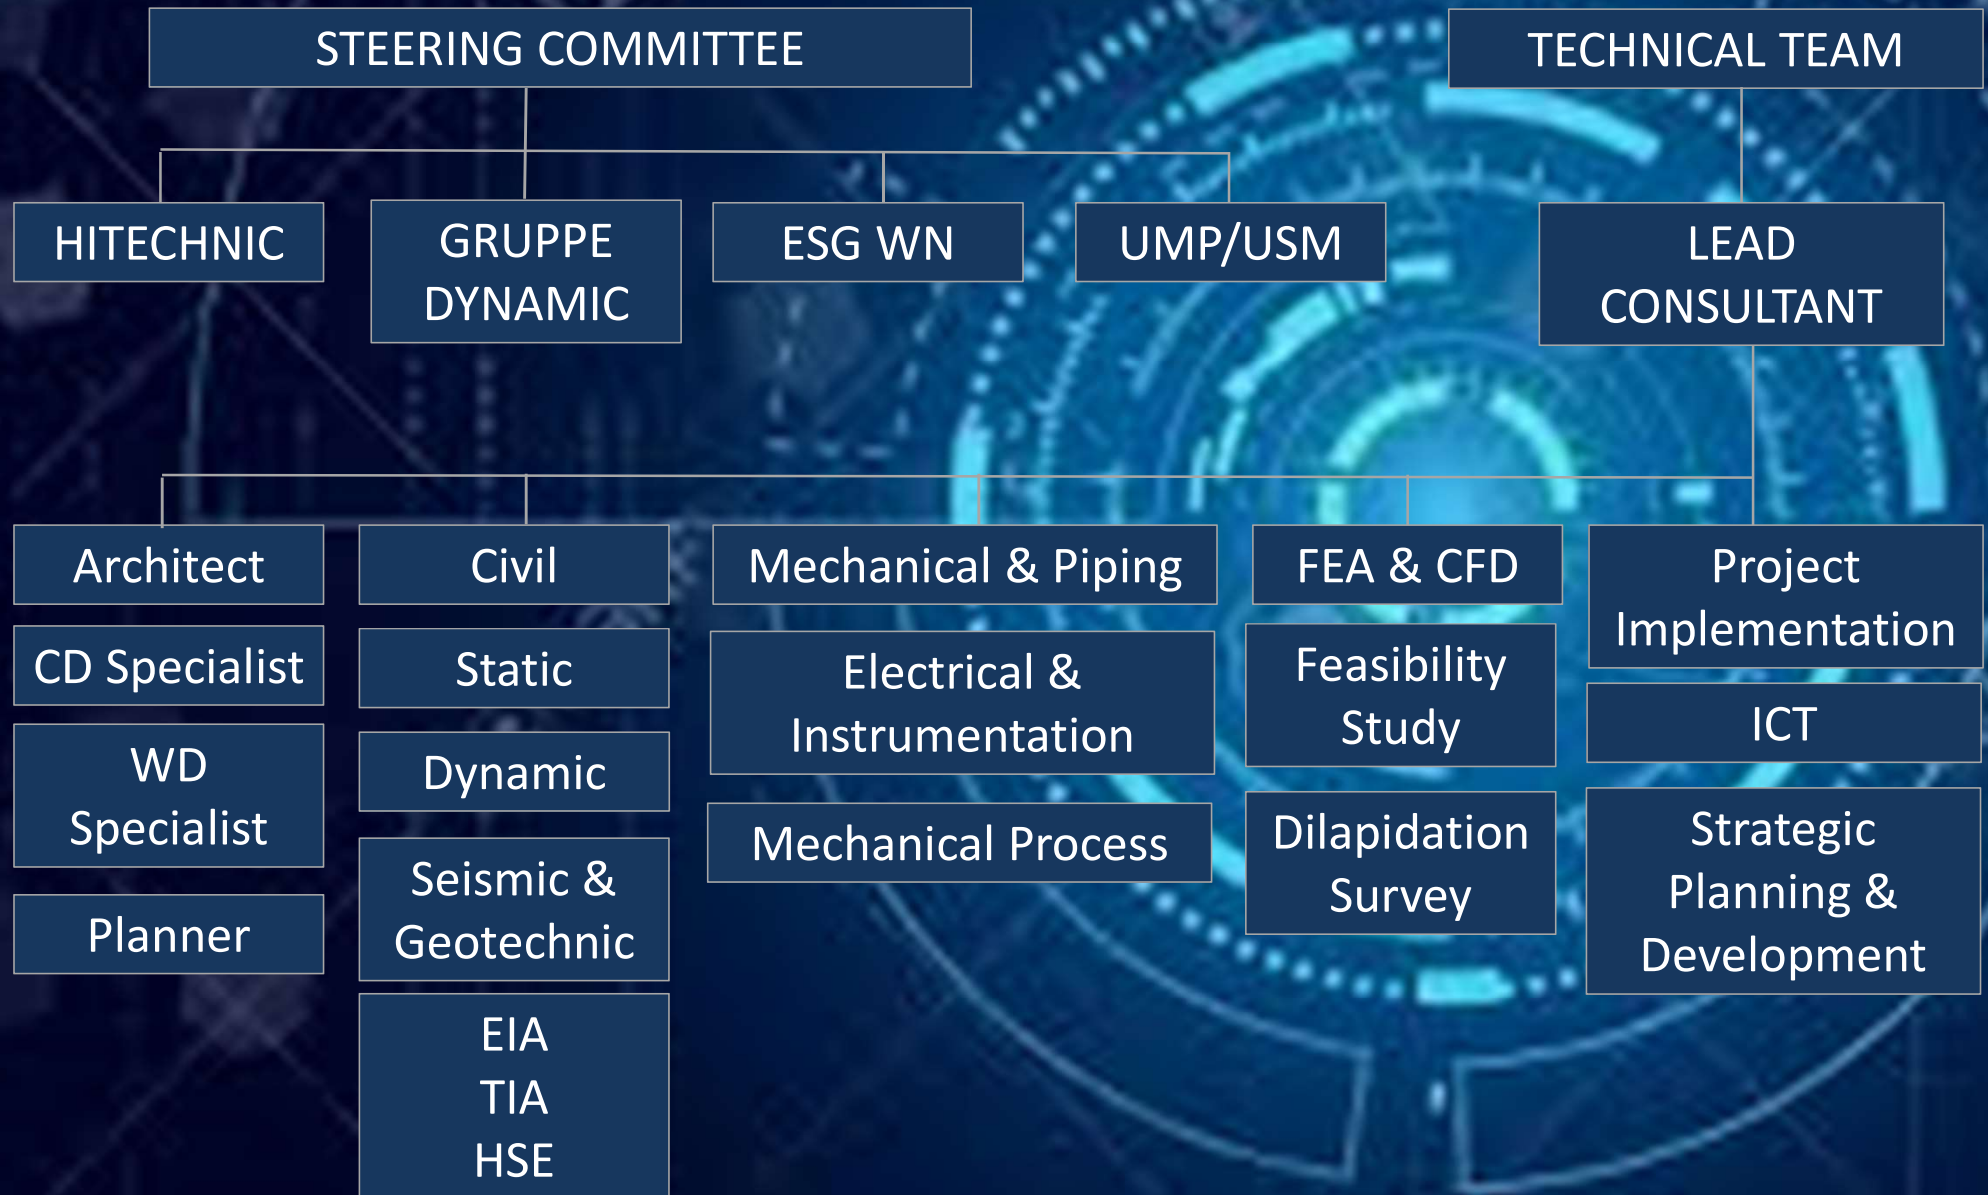 STEERING COMMITTEE
TECHNICAL TEAM
HITECHNIC
GRUPPE
DYNAMIC
ESG WN
UMP/USM
LEAD
CONSULTANT
Architect
CD Specialist
WD
Specialist
Planner
Civil
Static
Dynamic
Seismic &
Geotechnic
EIA
TIA
HSE
Mechanical & Piping
Electrical &
Instrumentation
Mechanical Process
FEA & CFD
Feasibility
Study
Dilapidation
Survey
Project
Implementation
ICT
Strategic
Planning &
Development